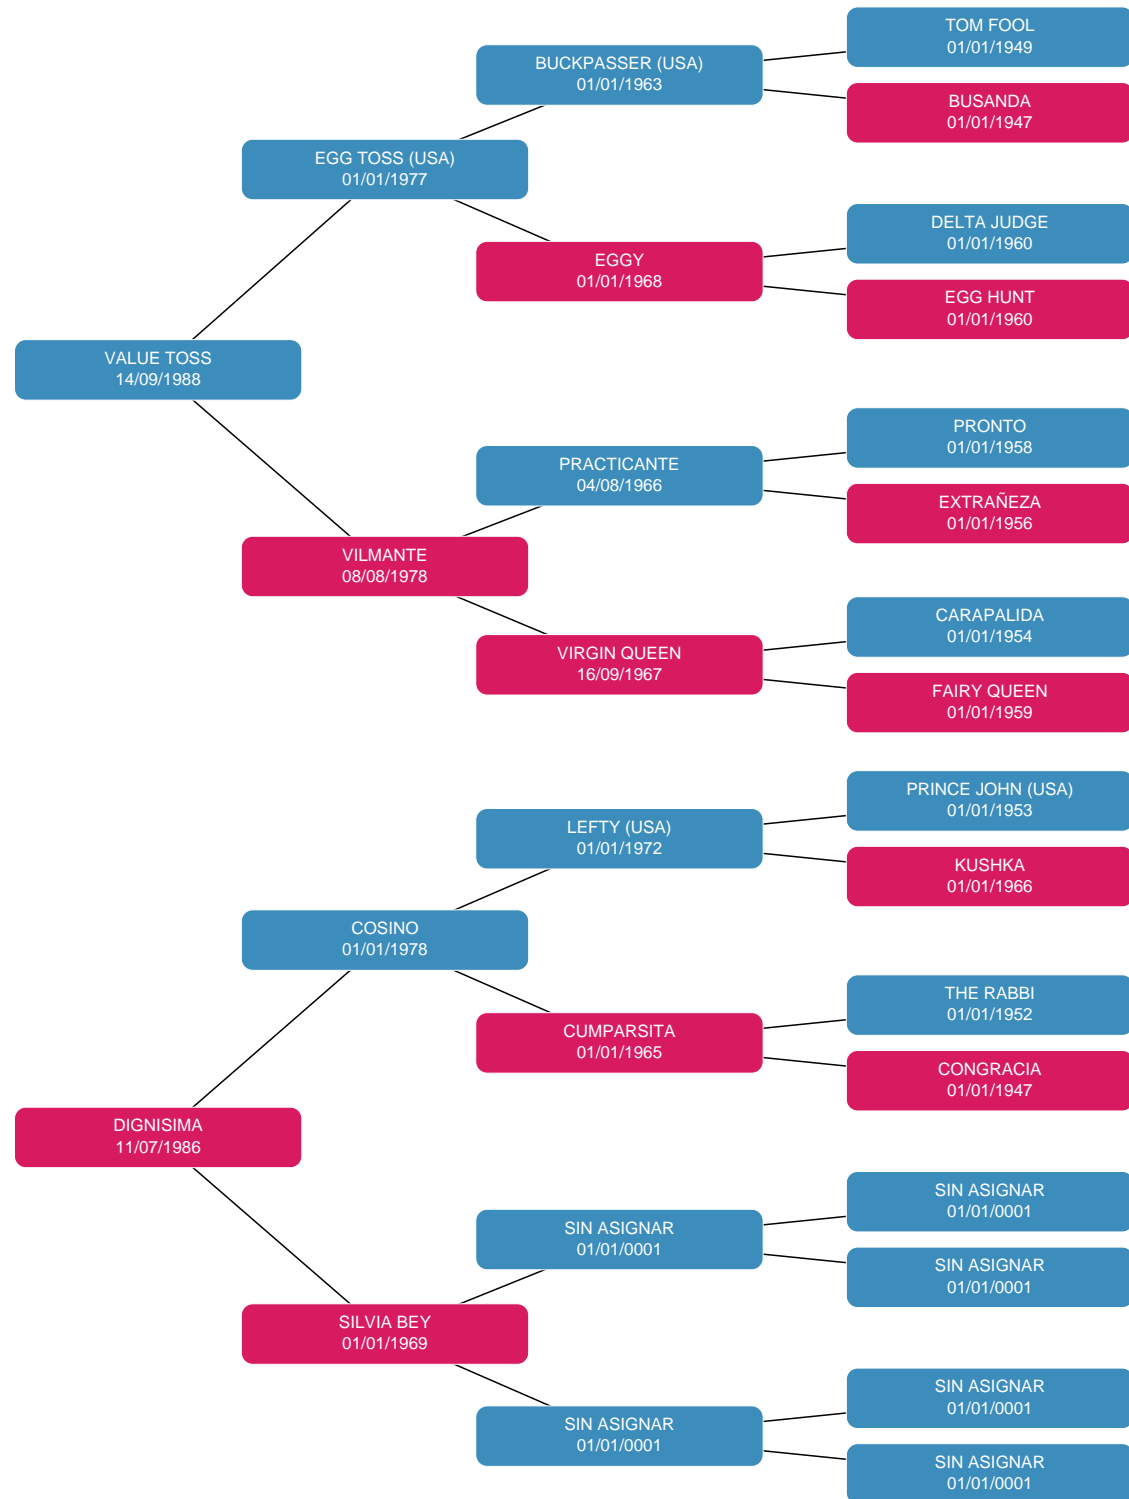 TOM FOOL
01/01/1949
BUCKPASSER (USA)
01/01/1963
BUSANDA
01/01/1947
EGG TOSS (USA)
01/01/1977
DELTA JUDGE
01/01/1960
EGGY
01/01/1968
EGG HUNT
01/01/1960
VALUE TOSS
14/09/1988
PRONTO
01/01/1958
PRACTICANTE
04/08/1966
EXTRAÑEZA
01/01/1956
VILMANTE
08/08/1978
CARAPALIDA
01/01/1954
VIRGIN QUEEN
16/09/1967
FAIRY QUEEN
01/01/1959
PRINCE JOHN (USA)
01/01/1953
LEFTY (USA)
01/01/1972
KUSHKA
01/01/1966
COSINO
01/01/1978
THE RABBI
01/01/1952
CUMPARSITA
01/01/1965
CONGRACIA
01/01/1947
DIGNISIMA
11/07/1986
SIN ASIGNAR
01/01/0001
SIN ASIGNAR
01/01/0001
SIN ASIGNAR
01/01/0001
SILVIA BEY
01/01/1969
SIN ASIGNAR
01/01/0001
SIN ASIGNAR
01/01/0001
SIN ASIGNAR
01/01/0001